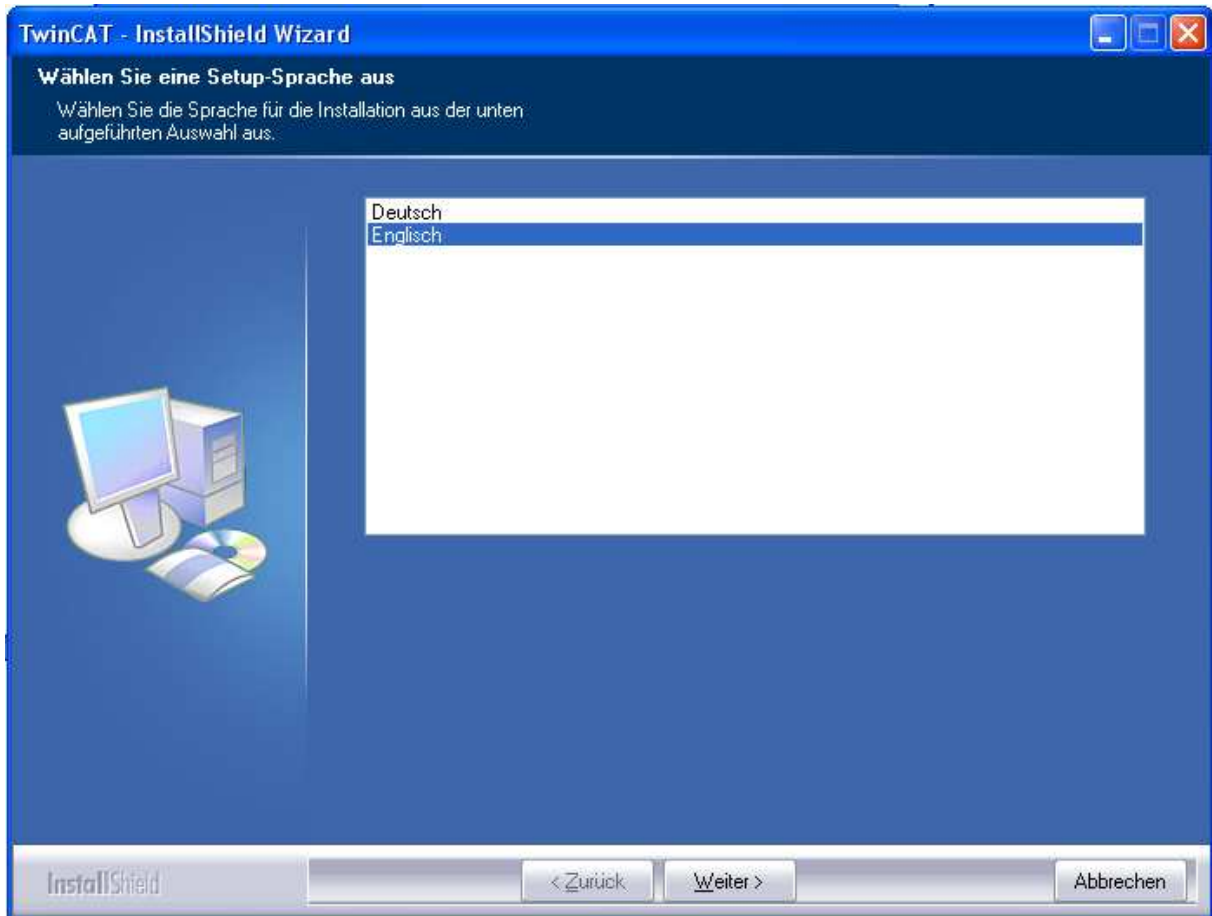 TwinCAT - InstallShield Wizard
Wählen Sie eine Setup-Sprache aus
Wählen Sie die Sprache für die Installation aus der unten
aufgeführten Auswahl aus.
Deutsch
Englisch
InstallShield
< Zurück
Weiter >
Abbrechen